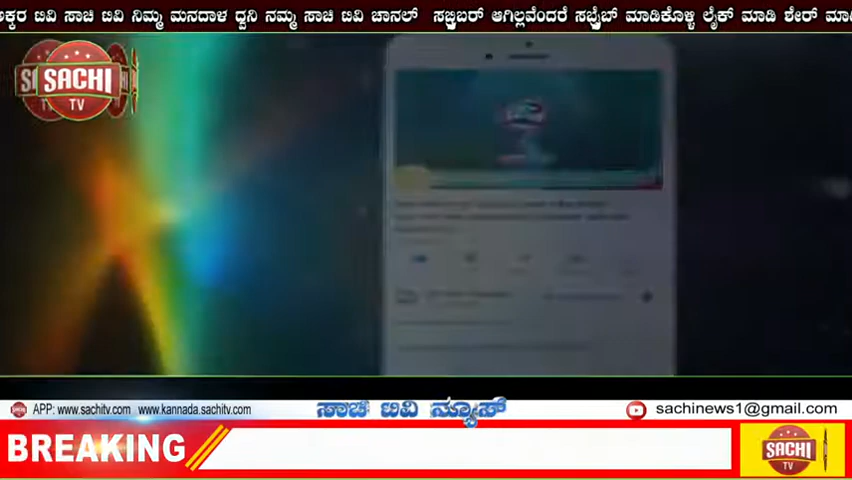 ಟಿವಿ ಸಾಚಿ ಟಿವಿ ನಿಮ್ಮ ಮನದಾಳ ಧ್ವನಿ ನಮ್ಮ ಸಾಚಿ ಟಿವಿ ಚಾನಲ್ ಸಬ್ಸ್ಕ್ರೈಬರ್ ಆಗಿಲ್ಲವೆಂದರೆ ಸಬ್ಸ್ಕ್ರೈಬ್ ಮಾಡಿಕೊಳ್ಳಿ ಲೈಕ್ ಮಾಡಿ ಶೇರ್
SACHI
TV
APP: www.sachitv.com www.kannada.sachitv.com ಸಾಚಿ ಟಿವಿ ನ್ಯೂಸ್ sachinews1@gmail.com
BREAKING
SACHI
TV